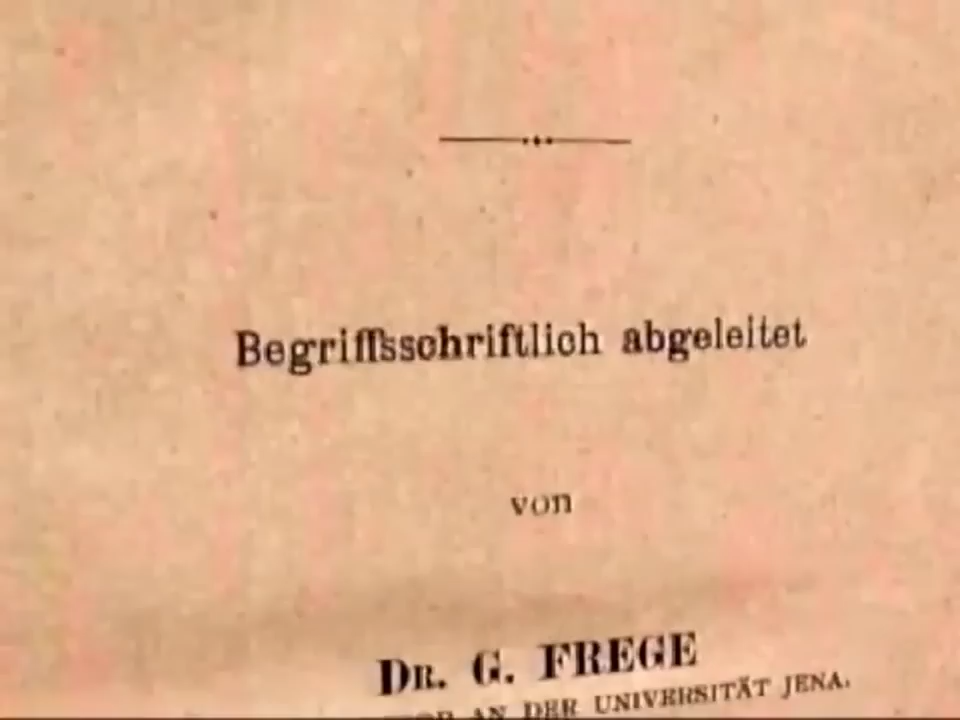 Begriffsschriftlich abgeleitet
von
DR. G. FREGE
AN DER UNIVERSITÄT JENA.